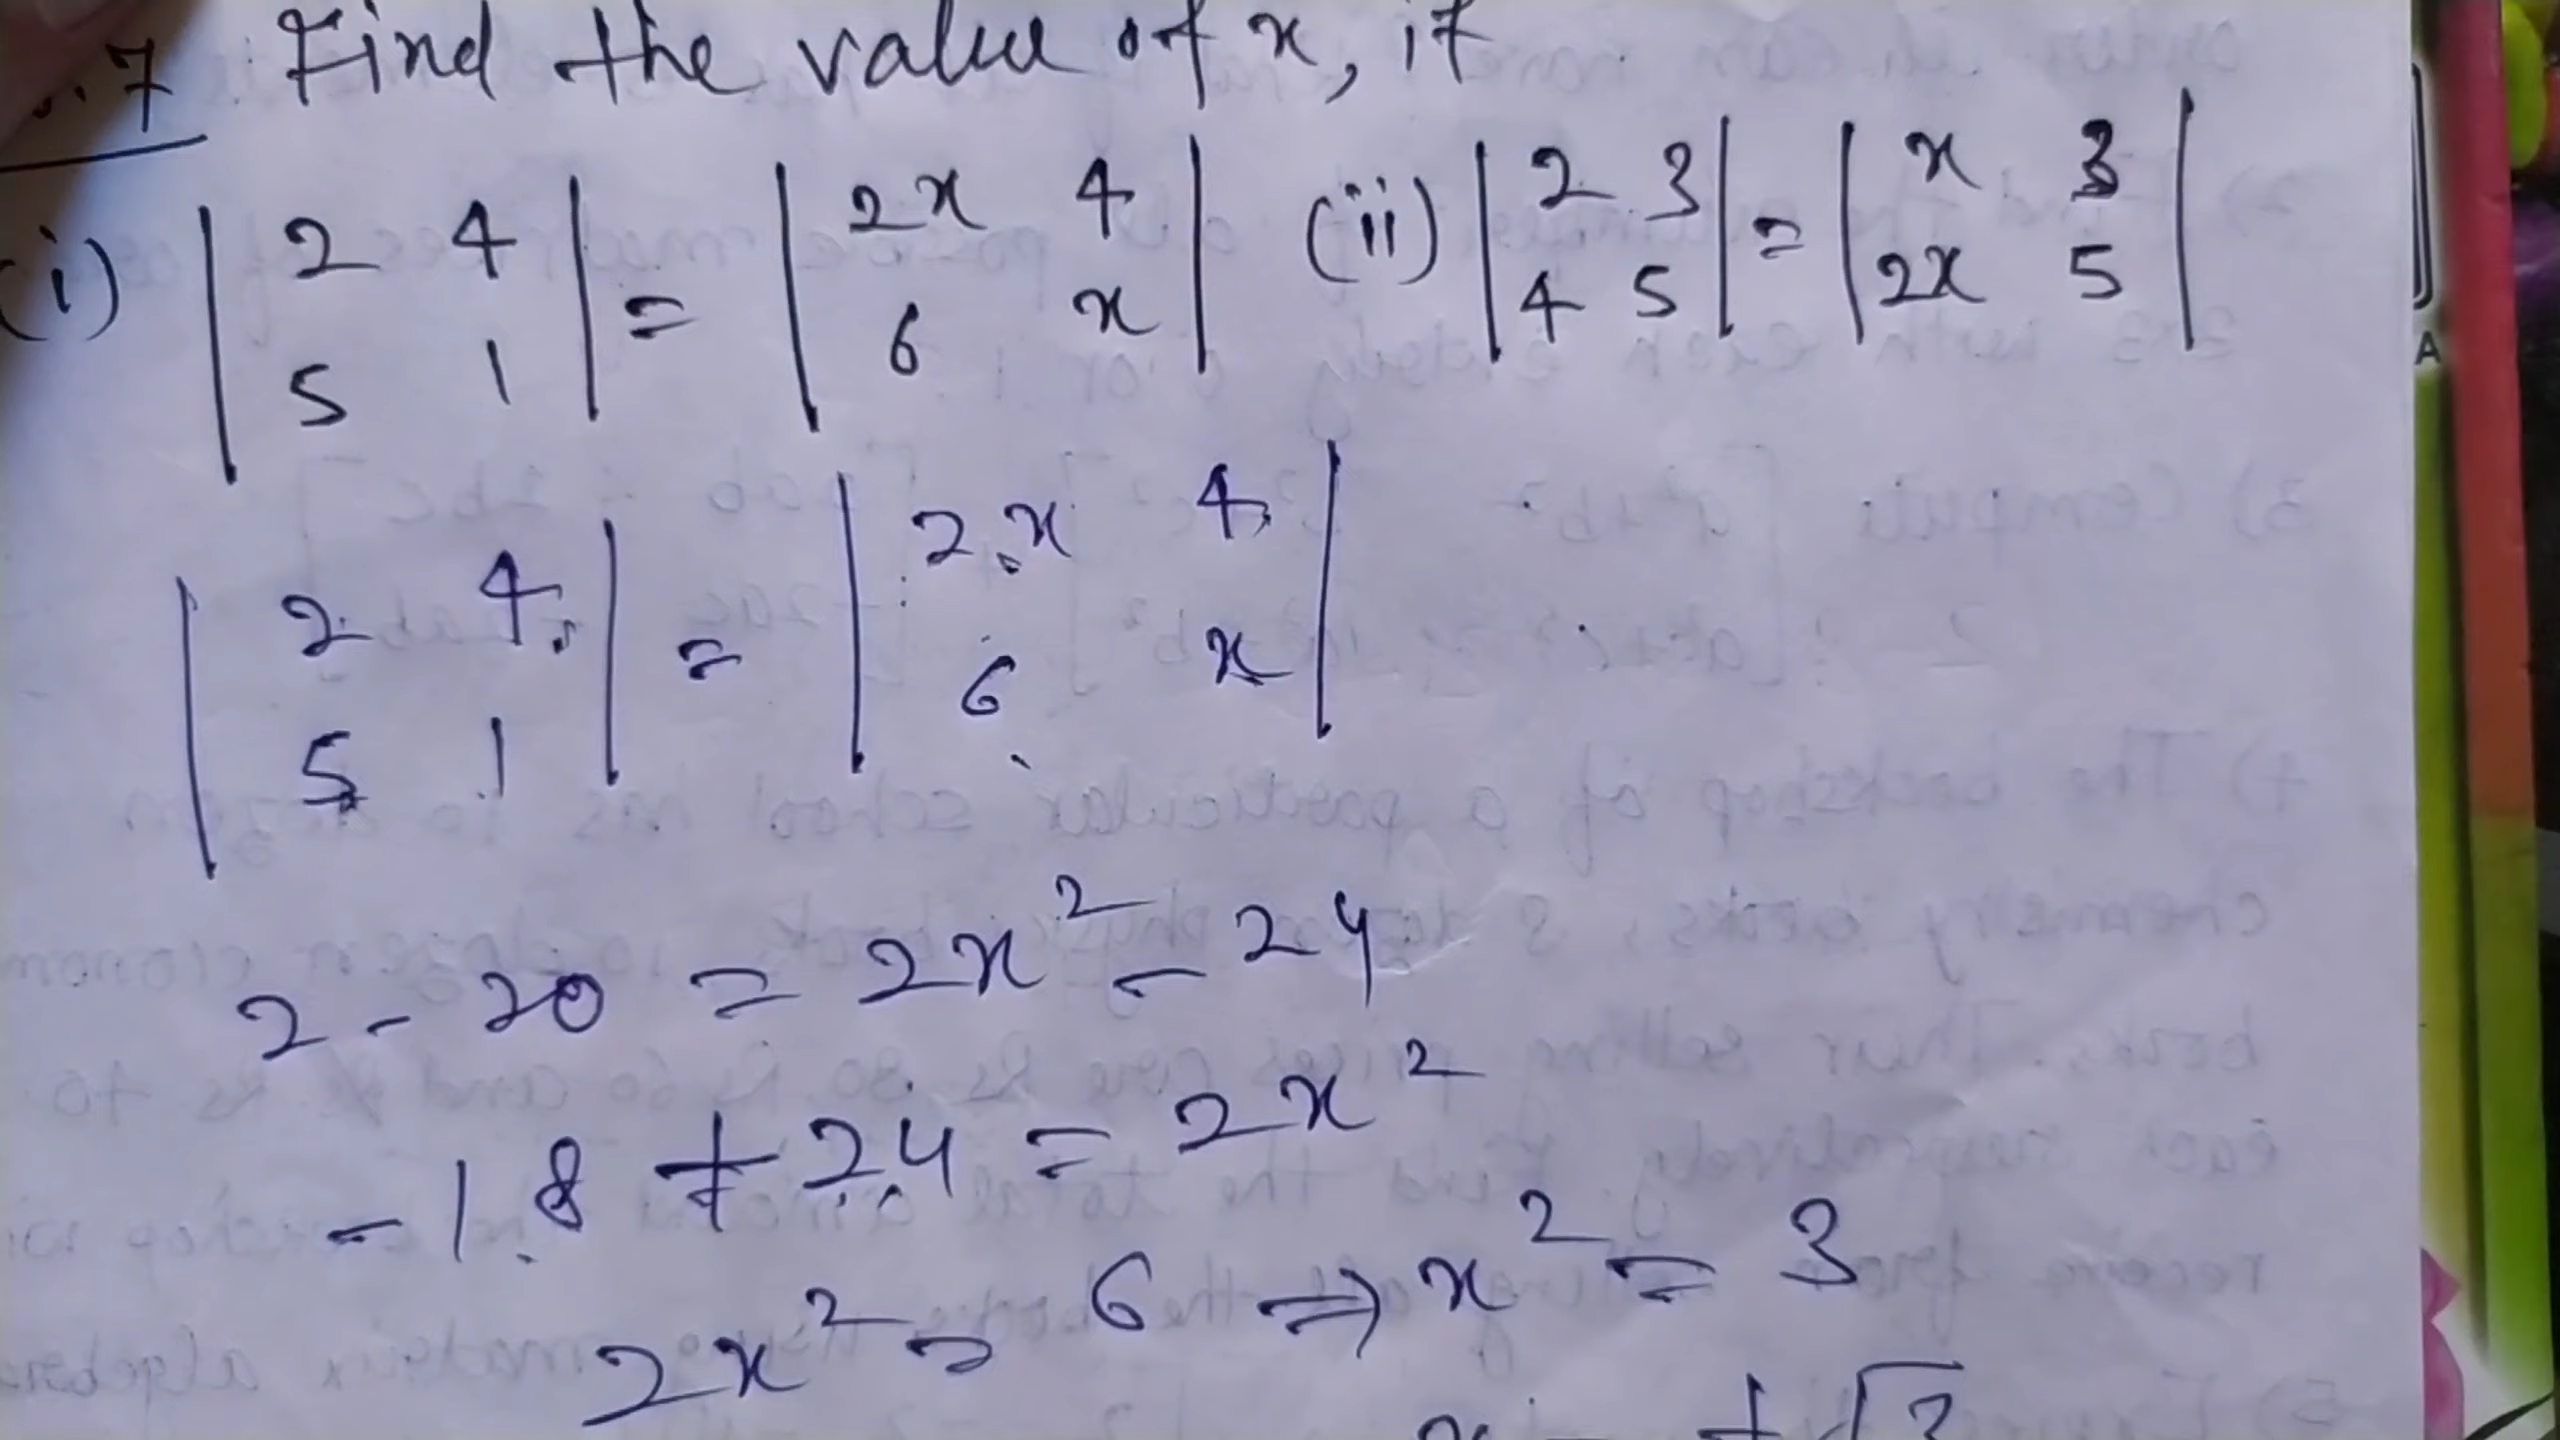 .7 Find the value of x, if
(i) | 2 4 | = | 2x 4 | (ii) | 2 3 | = | x 3 |
| 5 1 | | 6 x | | 4 5 | | 2x 5 |
| 2 4 | = | 2x 4 |
| 5 1 | | 6 x |
2 - 20 = 2x² - 24
-18 + 24 = 2x²
2x² = 6 ⇒ x² = 3
A